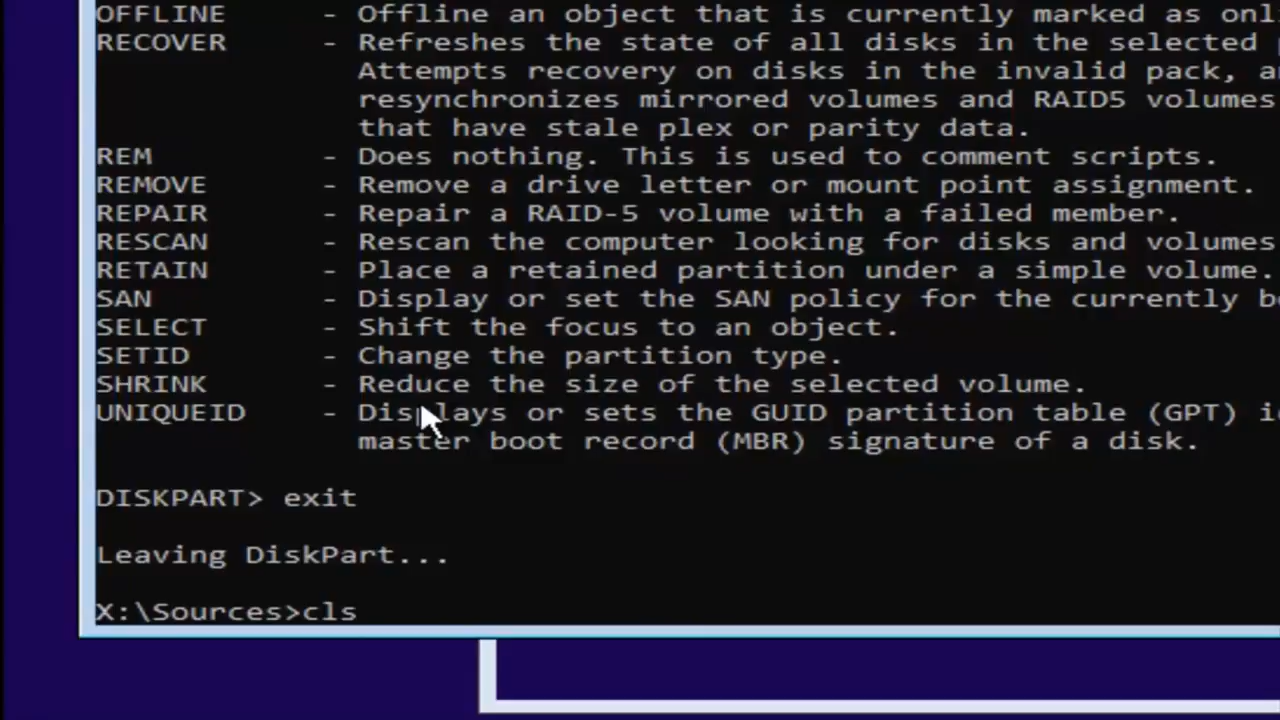 OFFLINE - Offline an object that is currently marked as
RECOVER - Refreshes the state of all disks in the selected
Attempts recovery on disks in the invalid pack,
resynchronizes mirrored volumes and RAID5 volumes
that have stale plex or parity data.
REM - Does nothing. This is used to comment scripts.
REMOVE - Remove a drive letter or mount point assignment.
REPAIR - Repair a RAID-5 volume with a failed member.
RESCAN - Rescan the computer looking for disks and volumes
RETAIN - Place a retained partition under a simple volume.
SAN - Display or set the SAN policy for the currently
SELECT - Shift the focus to an object.
SETID - Change the partition type.
SHRINK - Reduce the size of the selected volume.
UNIQUEID - Displays or sets the GUID partition table (GPT)
master boot record (MBR) signature of a disk.
DISKPART> exit
Leaving DiskPart...
X:\Sources>cls